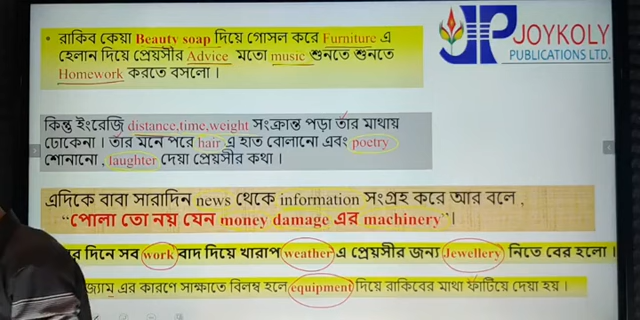 • রাকিব কেয়া Beauty soap দিয়ে গোসল করে Furniture এ
হেলান দিয়ে প্রেয়সীর Advice মতো music শুনতে শুনতে
Homework করতে বসলো।
JOYKOLY
PUBLICATIONS LTD.
কিন্তু ইংরেজি distance,time,weight সংক্রান্ত পড়া তাঁর মাথায়
ঢোকেনা। তাঁর মনে পরে hair এ হাত বোলানো এবং poetry
শোনানো, laughter দেয়া প্রেয়সীর কথা।
এদিকে বাবা সারাদিন news থেকে information সংগ্রহ করে আর বলে,
“পোলা তো নয় যেন money damage এর machinery”।
দিনে সব work বাদ দিয়ে খারাপ weather এ প্রেয়সীর জন্য Jewellery নিতে বের হলো।
এর কারণে সাক্ষাতে বিলম্ব হলে equipment দিয়ে রাকিবের মাথা ফাঁটিয়ে দেয়া হয়।